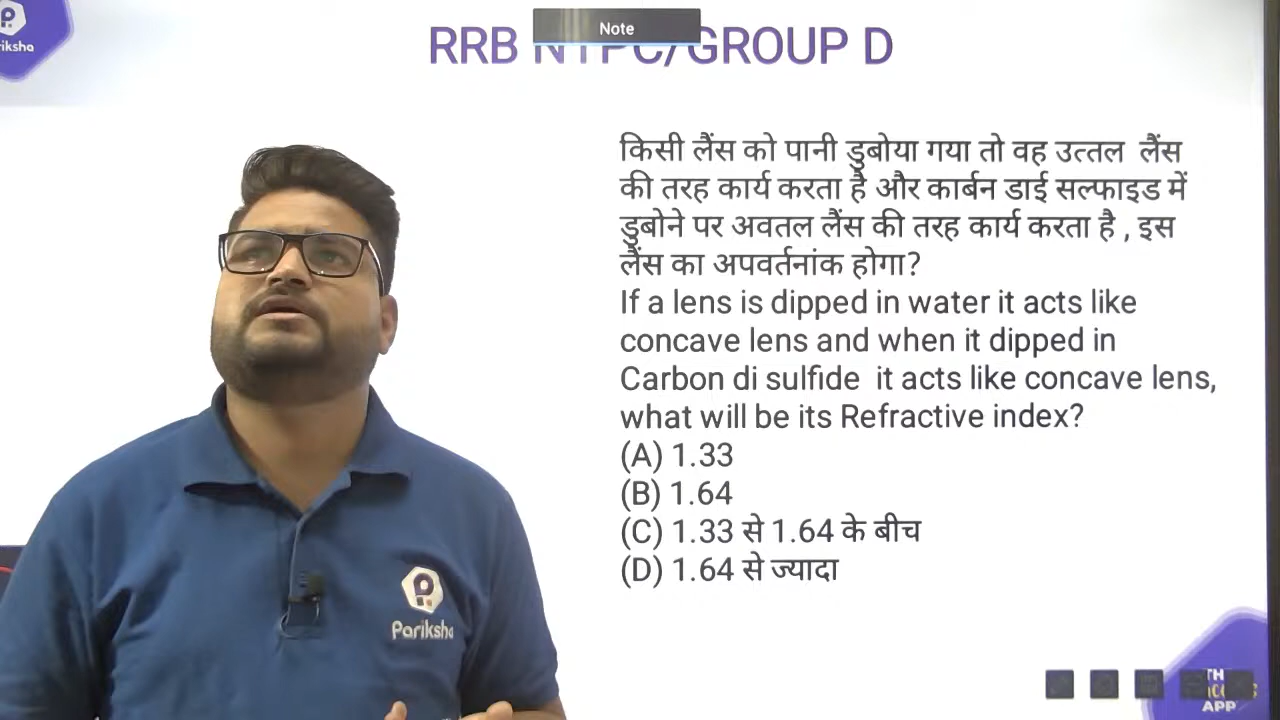 Note
RRB NTPC/GROUP D
किसी लैंस को पानी डुबोया गया तो वह उत्तल लैंस
की तरह कार्य करता है और कार्बन डाई सल्फाइड में
डुबोने पर अवतल लैंस की तरह कार्य करता है , इस
लैंस का अपवर्तनांक होगा?
If a lens is dipped in water it acts like
concave lens and when it dipped in
Carbon di sulfide it acts like concave lens,
what will be its Refractive index?
(A) 1.33
(B) 1.64
(C) 1.33 से 1.64 के बीच
(D) 1.64 से ज्यादा
Pariksha
APP